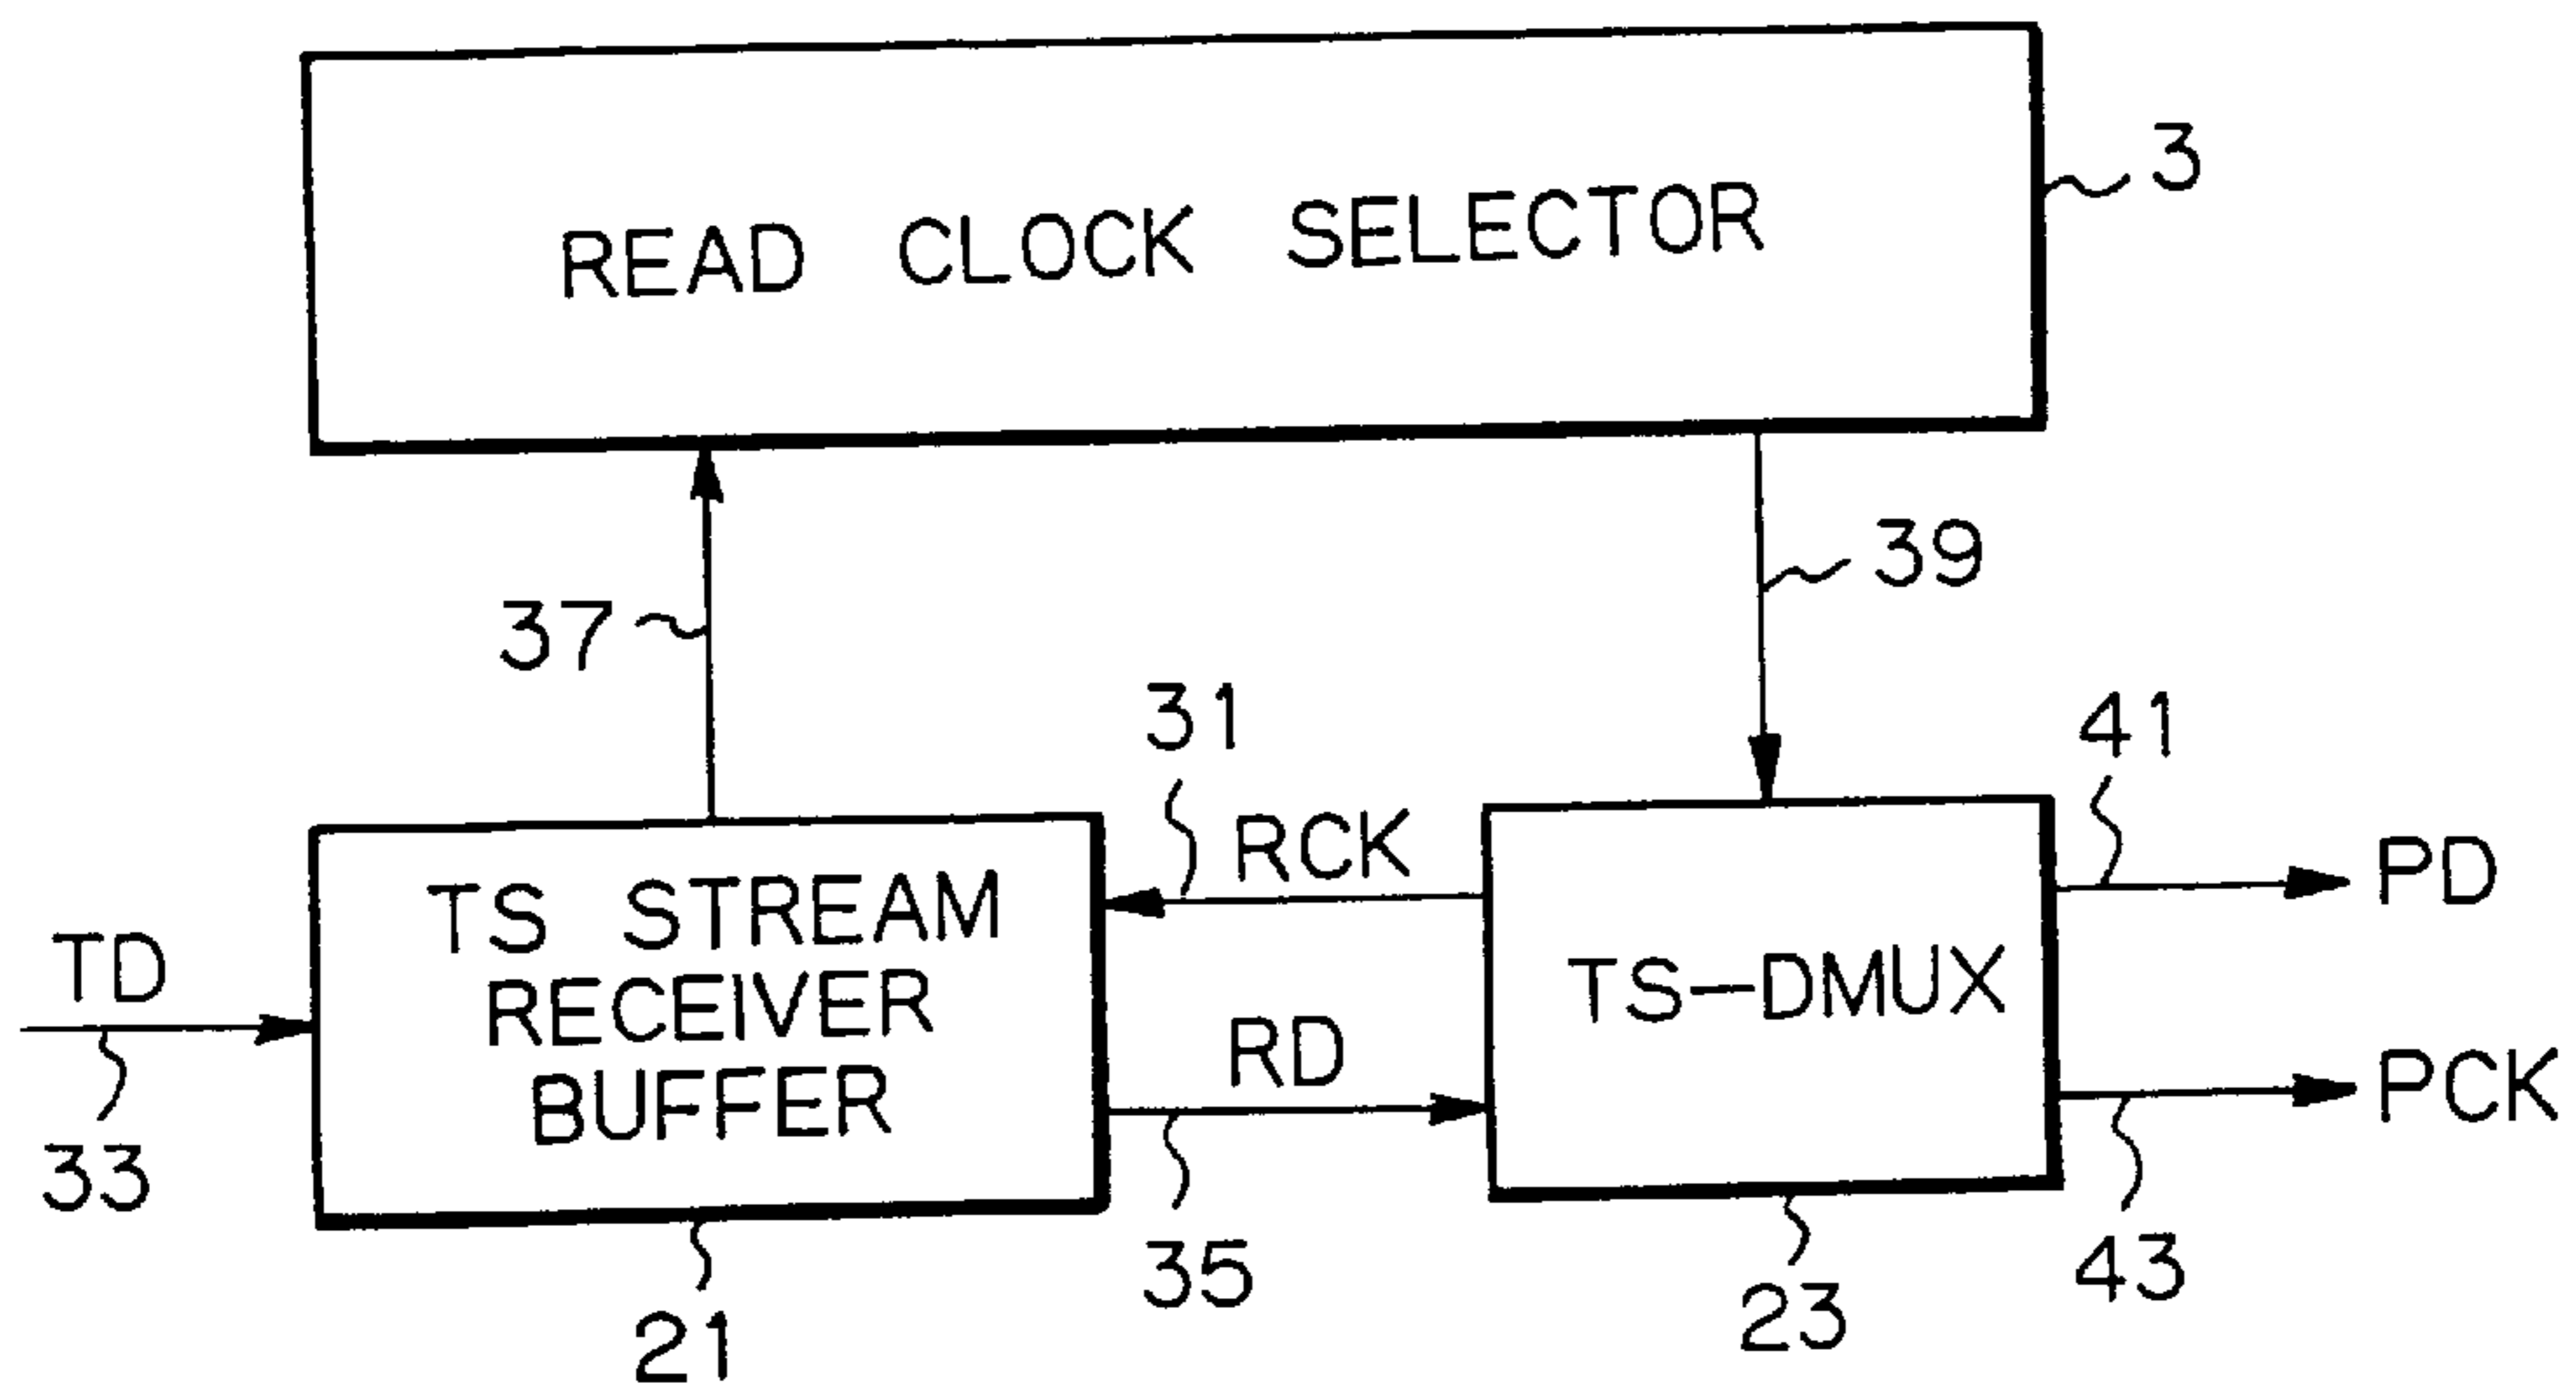 READ CLOCK SELECTOR
3
37
39
31
41
RCK
PD
TD
TS STREAM
RECEIVER
BUFFER
TS-DMUX
RD
PCK
33
35
43
21
23